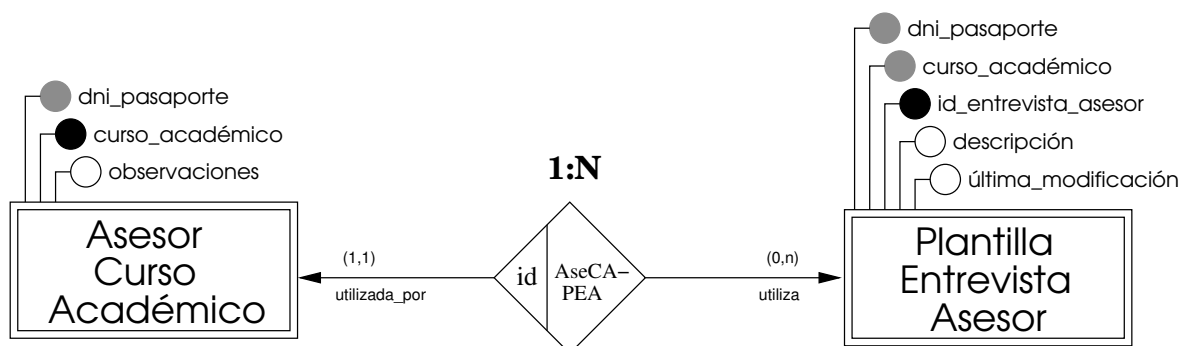 dni_pasaporte
curso_académico
observaciones
Asesor
Curso
Académico
(1,1)
utilizada_por
1:N
id
AseCA–
PEA
(0,n)
utiliza
dni_pasaporte
curso_académico
id_entrevista_asesor
descripción
última_modificación
Plantilla
Entrevista
Asesor